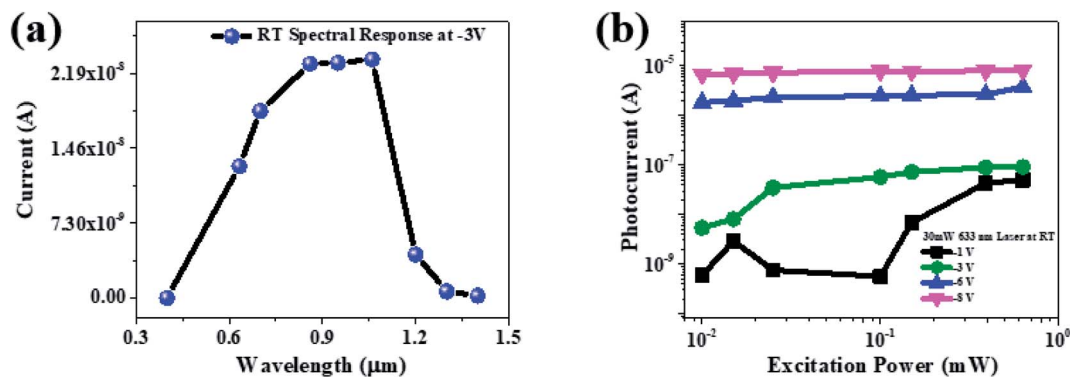 (a)
RT Spectral Response at -3V
2.19x10⁻⁸
1.46x10⁻⁸
7.30x10⁻⁹
0.00
Current (A)
0.3 0.6 0.9 1.2 1.5
Wavelength (μm)
(b)
10⁻⁵
10⁻⁷
10⁻⁹
Photocurrent (A)
30mW 633 nm Laser at RT
-1 V
-3 V
-6 V
-8 V
10⁻² 10⁻¹ 10⁰
Excitation Power (mW)